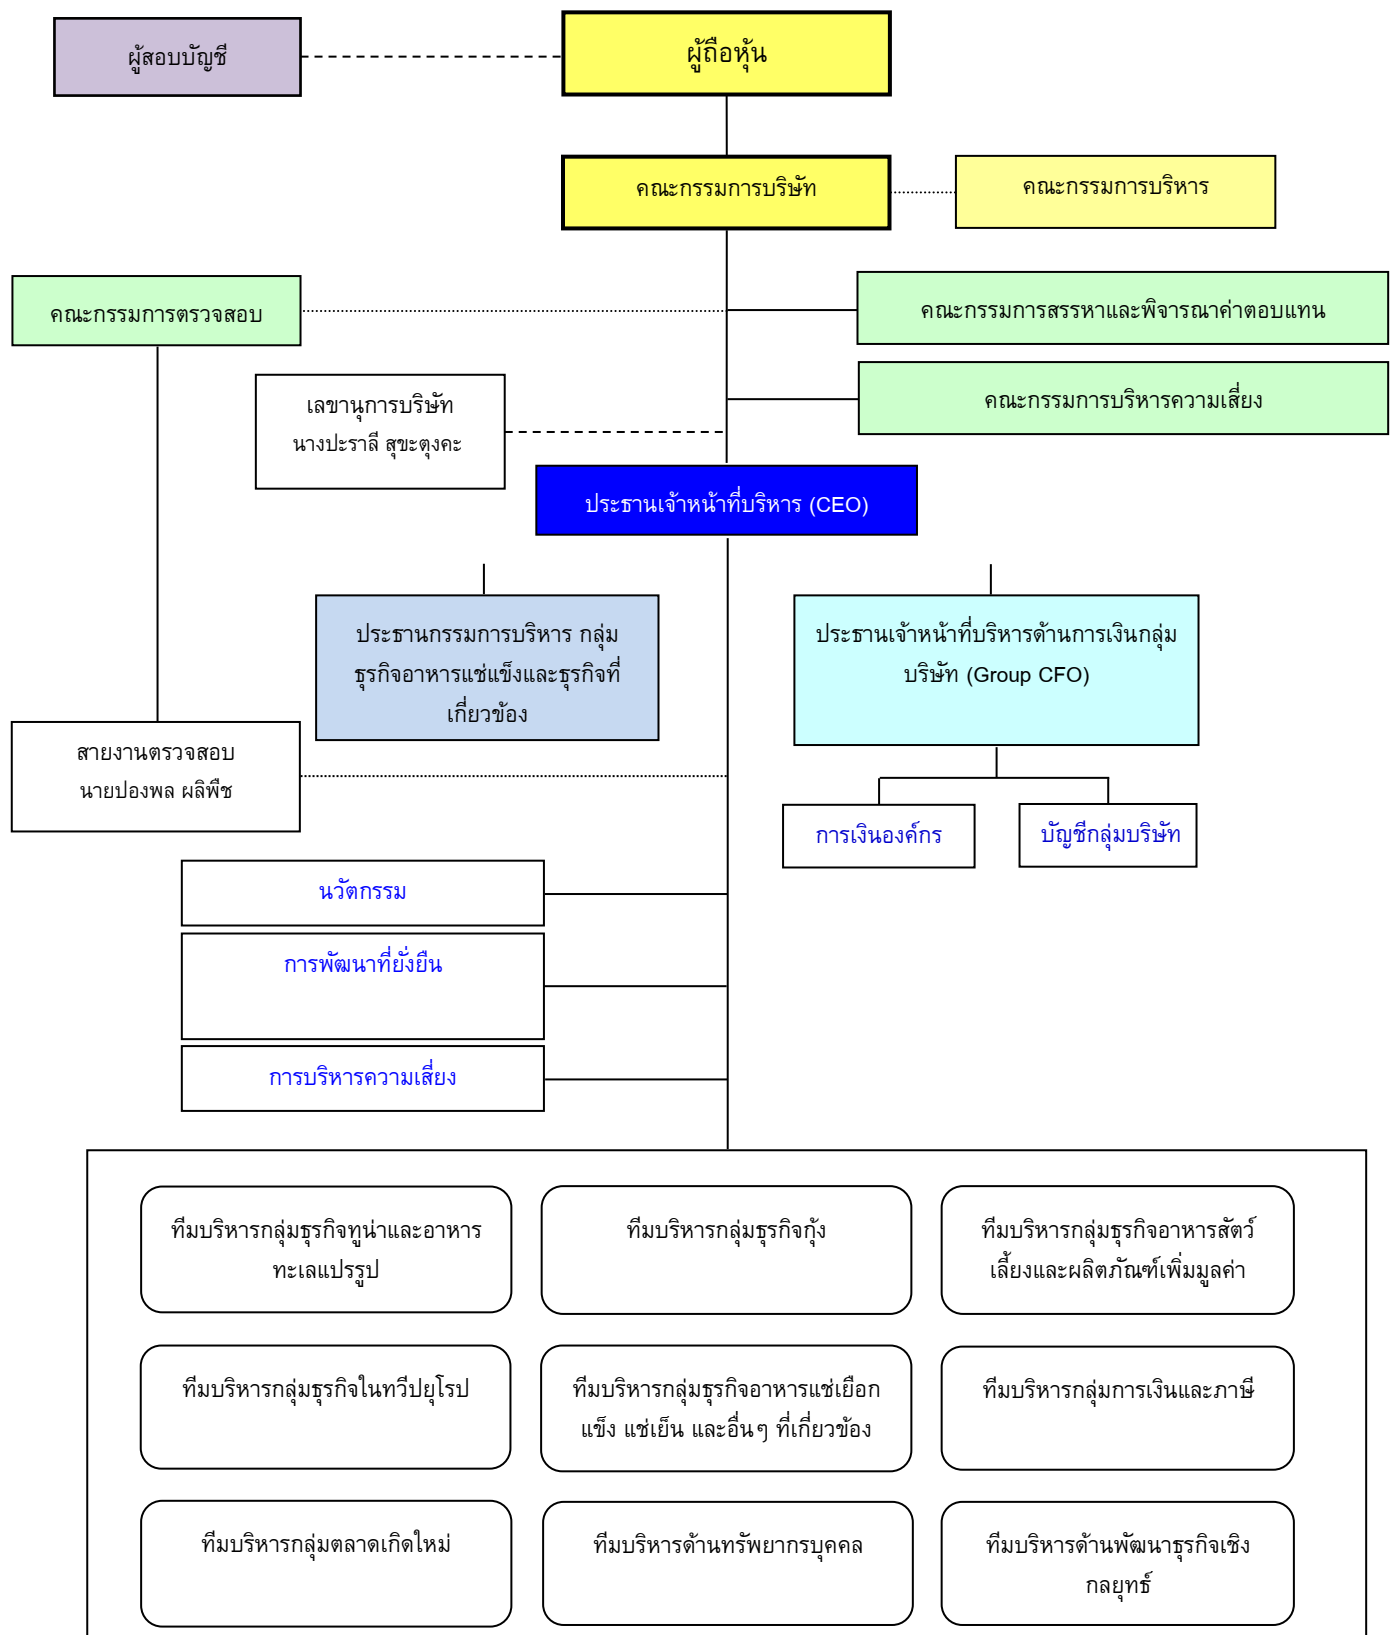 ผู้สอบบัญชี
ผู้ถือหุ้น
คณะกรรมการบริษัท
คณะกรรมการบริหาร
คณะกรรมการตรวจสอบ
คณะกรรมการสรรหาและพิจารณาค่าตอบแทน
คณะกรรมการบริหารความเสี่ยง
เลขานุการบริษัท
นางปะราลี สุขะตุงคะ
ประธานเจ้าหน้าที่บริหาร (CEO)
ประธานกรรมการบริหาร กลุ่ม
ธุรกิจอาหารแช่แข็งและธุรกิจที่
เกี่ยวข้อง
ประธานเจ้าหน้าที่บริหารด้านการเงินกลุ่ม
บริษัท (Group CFO)
สายงานตรวจสอบ
นายปองพล ผลิพืช
การเงินองค์กร
บัญชีกลุ่มบริษัท
นวัตกรรม
การพัฒนาที่ยั่งยืน
การบริหารความเสี่ยง
ทีมบริหารกลุ่มธุรกิจทูน่าและอาหาร
ทะเลแปรรูป
ทีมบริหารกลุ่มธุรกิจกุ้ง
ทีมบริหารกลุ่มธุรกิจอาหารสัตว์
เลี้ยงและผลิตภัณฑ์เพิ่มมูลค่า
ทีมบริหารกลุ่มธุรกิจในทวีปยุโรป
ทีมบริหารกลุ่มธุรกิจอาหารแช่เยือก
แข็ง แช่เย็น และอื่นๆ ที่เกี่ยวข้อง
ทีมบริหารกลุ่มการเงินและภาษี
ทีมบริหารกลุ่มตลาดเกิดใหม่
ทีมบริหารด้านทรัพยากรบุคคล
ทีมบริหารด้านพัฒนาธุรกิจเชิง
กลยุทธ์